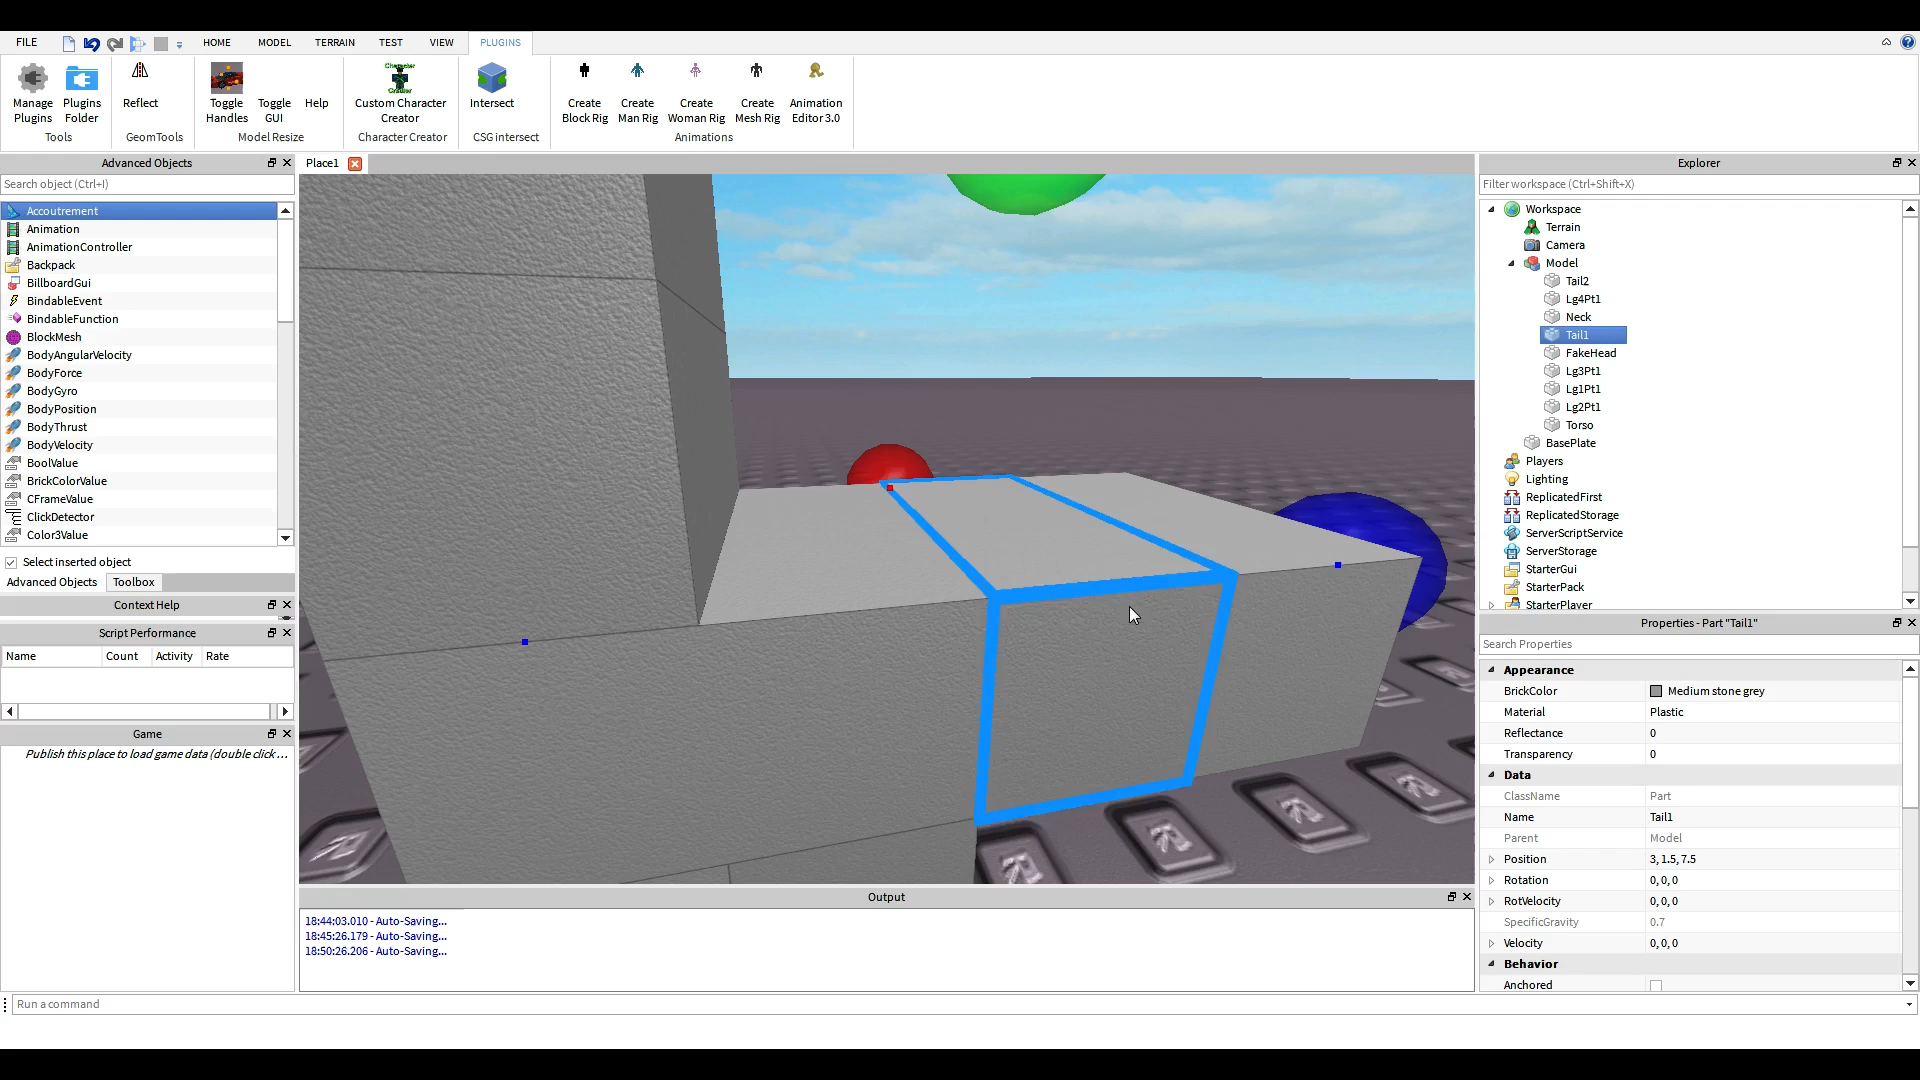 FILE
HOME
MODEL
TERRAIN
TEST
VIEW
PLUGINS
Manage Plugins
Plugins Folder
Tools
Reflect
GeomTools
Toggle Handles
Toggle GUI
Help
Model Resize
Custom Character Creator
Character Creator
Intersect
CSG intersect
Create Block Rig
Create Man Rig
Create Woman Rig
Create Mesh Rig
Animation Editor 3.0
Animations
Advanced Objects
Search object (Ctrl+I)
Accoutrement
Animation
AnimationController
Backpack
BillboardGui
BindableEvent
BindableFunction
BlockMesh
BodyAngularVelocity
BodyForce
BodyGyro
BodyPosition
BodyThrust
BodyVelocity
BoolValue
BrickColorValue
CFrameValue
ClickDetector
Color3Value
Select inserted object
Advanced Objects
Toolbox
Context Help
Script Performance
Name Count Activity Rate
Game
Publish this place to load game data (double click ...
Place1
Output
18:44:03.010 - Auto-Saving...
18:45:26.179 - Auto-Saving...
18:50:26.206 - Auto-Saving...
Run a command
Explorer
Filter workspace (Ctrl+Shift+X)
Workspace
Terrain
Camera
Model
Tail2
Lg4Pt1
Neck
Tail1
FakeHead
Lg3Pt1
Lg1Pt1
Lg2Pt1
Torso
BasePlate
Players
Lighting
ReplicatedFirst
ReplicatedStorage
ServerScriptService
ServerStorage
StarterGui
StarterPack
StarterPlayer
Properties - Part "Tail1"
Search Properties
Appearance
BrickColor Medium stone grey
Material Plastic
Reflectance 0
Transparency 0
Data
ClassName Part
Name Tail1
Parent Model
Position 3, 1.5, 7.5
Rotation 0, 0, 0
RotVelocity 0, 0, 0
SpecificGravity 0.7
Velocity 0, 0, 0
Behavior
Anchored